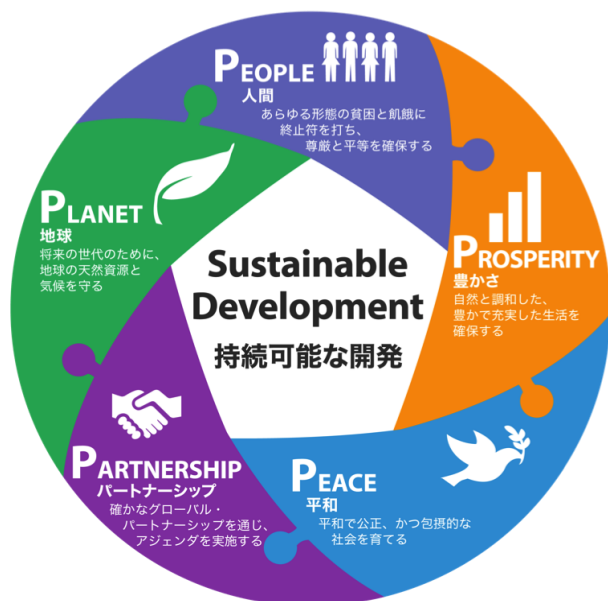 PEOPLE
人間
あらゆる形態の貧困と飢餓に
終止符を打ち、
尊厳と平等を確保する
PROSPERITY
豊かさ
自然と調和した、
豊かで充実した生活を
確保する
PEACE
平和
平和で公正、かつ包摂的な
社会を育てる
PARTNERSHIP
パートナーシップ
確かなグローバル・
パートナーシップを通じ、
アジェンダを実施する
PLANET
地球
将来の世代のために、
地球の天然資源と
気候を守る
Sustainable
Development
持続可能な開発